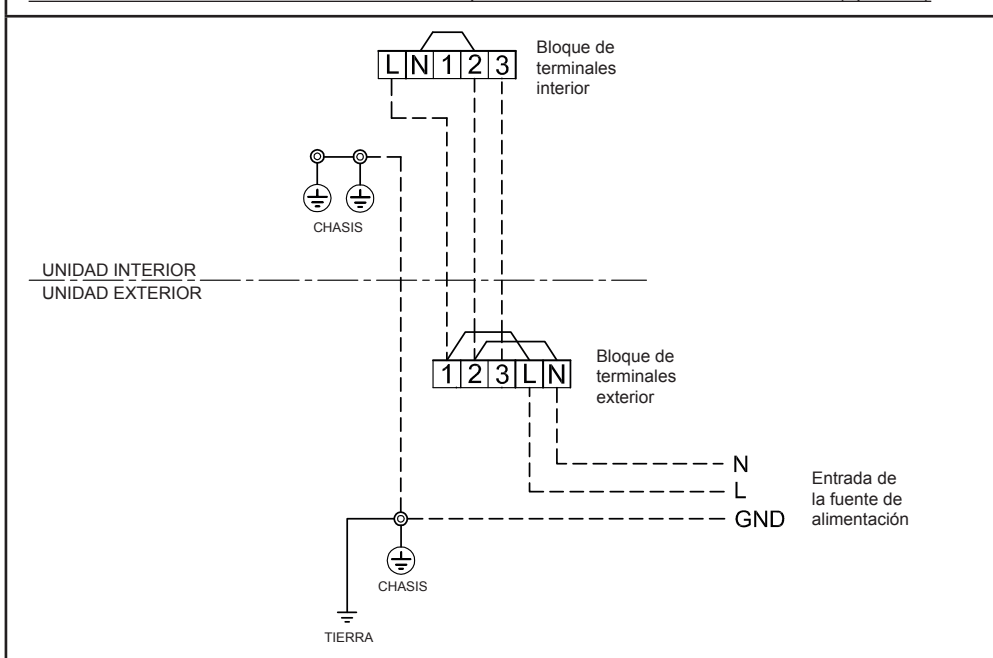 L N 1 2 3
Bloque de
terminales
interior
CHASIS
UNIDAD INTERIOR
UNIDAD EXTERIOR
1 2 3 L N
Bloque de
terminales
exterior
N
L
GND
Entrada de
la fuente de
alimentación
CHASIS
TIERRA